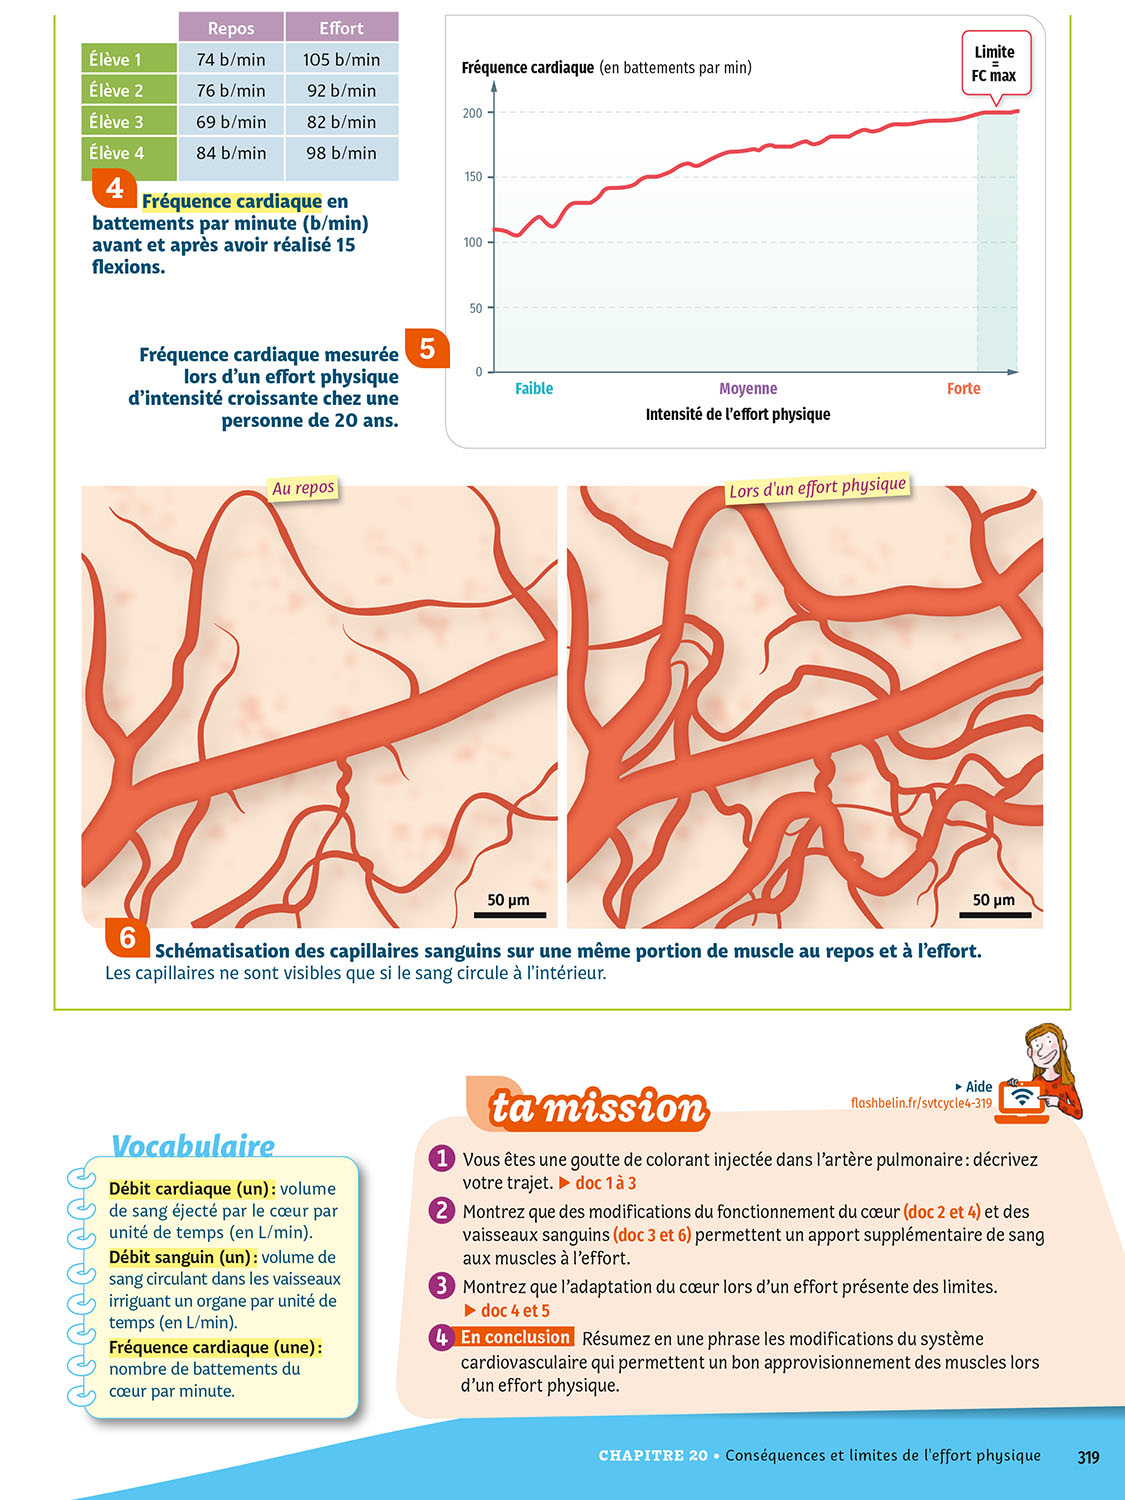 Repos Effort
Élève 1 74 b/min 105 b/min
Élève 2 76 b/min 92 b/min
Élève 3 69 b/min 82 b/min
Élève 4 84 b/min 98 b/min
4 Fréquence cardiaque en
battements par minute (b/min)
avant et après avoir réalisé 15
flexions.
Fréquence cardiaque (en battements par min)
Limite
=
FC max
200
150
100
50
0
Faible Moyenne Forte
Intensité de l'effort physique
5
Fréquence cardiaque mesurée
lors d'un effort physique
d'intensité croissante chez une
personne de 20 ans.
Au repos
50 µm
Lors d'un effort physique
50 µm
6 Schématisation des capillaires sanguins sur une même portion de muscle au repos et à l'effort.
Les capillaires ne sont visibles que si le sang circule à l'intérieur.
Vocabulaire
Débit cardiaque (un) : volume
de sang éjecté par le cœur par
unité de temps (en L/min).
Débit sanguin (un) : volume de
sang circulant dans les vaisseaux
irriguant un organe par unité de
temps (en L/min).
Fréquence cardiaque (une) :
nombre de battements du
cœur par minute.
ta mission
▸ Aide
flashbelin.fr/svtcycle4-319
1 Vous êtes une goutte de colorant injectée dans l'artère pulmonaire : décrivez
votre trajet. ▶ doc 1 à 3
2 Montrez que des modifications du fonctionnement du cœur (doc 2 et 4) et des
vaisseaux sanguins (doc 3 et 6) permettent un apport supplémentaire de sang
aux muscles à l'effort.
3 Montrez que l'adaptation du cœur lors d'un effort présente des limites.
▶ doc 4 et 5
4 En conclusion Résumez en une phrase les modifications du système
cardiovasculaire qui permettent un bon approvisionnement des muscles lors
d'un effort physique.
CHAPITRE 20 • Conséquences et limites de l'effort physique 319